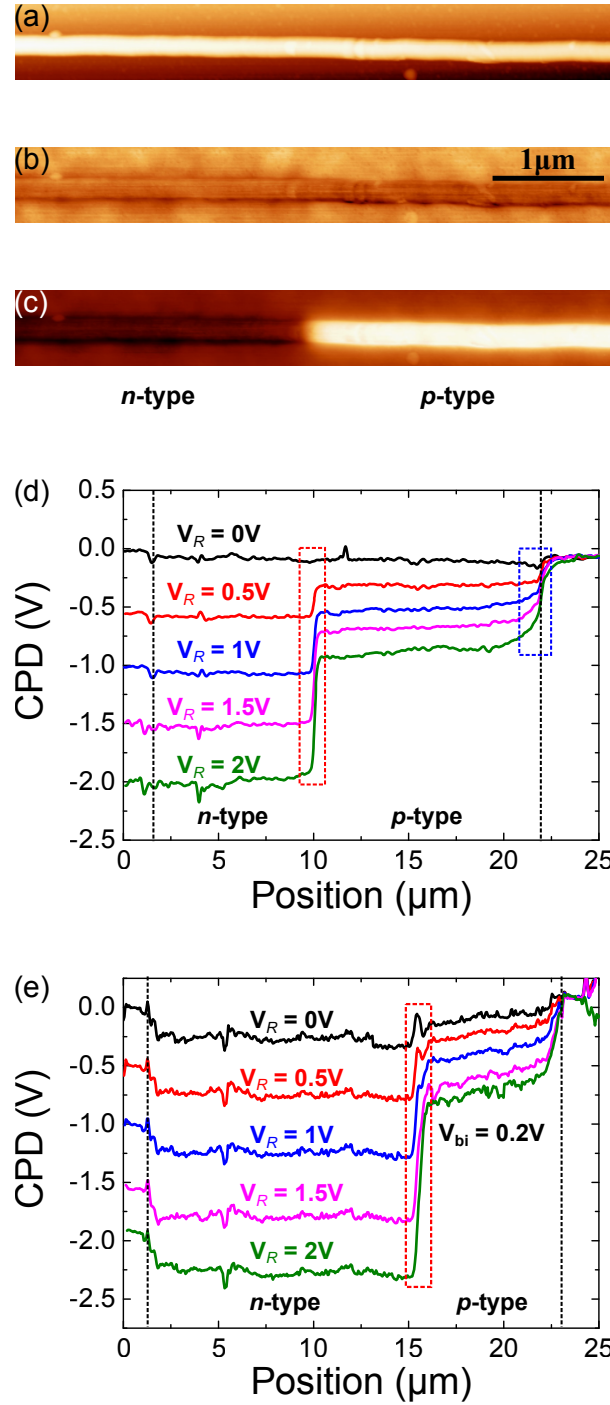 (a)
(b)
1μm
(c)
n-type p-type
(d)
0.5
0.0
-0.5
-1.0
-1.5
-2.0
-2.5
CPD (V)
V_R = 0V
V_R = 0.5V
V_R = 1V
V_R = 1.5V
V_R = 2V
n-type p-type
0 5 10 15 20 25
Position (μm)
(e)
0.0
-0.5
-1.0
-1.5
-2.0
-2.5
CPD (V)
V_R = 0V
V_R = 0.5V
V_R = 1V
V_bi = 0.2V
V_R = 1.5V
V_R = 2V
n-type p-type
0 5 10 15 20 25
Position (μm)